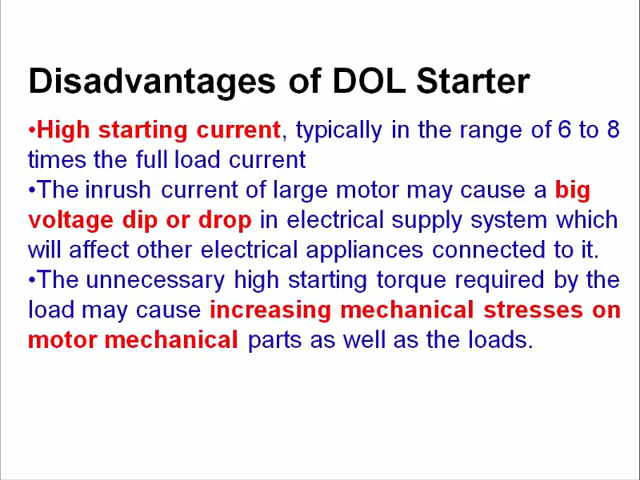 Disadvantages of DOL Starter
•High starting current, typically in the range of 6 to 8
times the full load current
•The inrush current of large motor may cause a big
voltage dip or drop in electrical supply system which
will affect other electrical appliances connected to it.
•The unnecessary high starting torque required by the
load may cause increasing mechanical stresses on
motor mechanical parts as well as the loads.